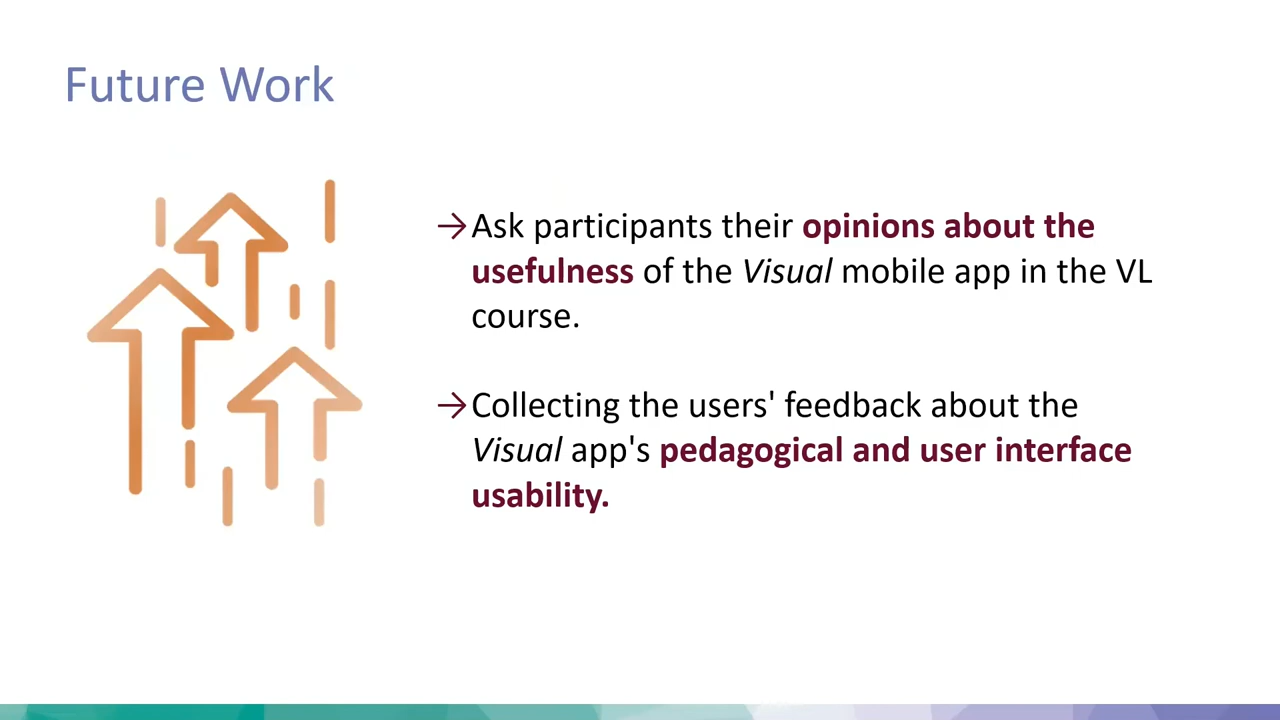 Future Work
→Ask participants their opinions about the
usefulness of the Visual mobile app in the VL
course.
→Collecting the users' feedback about the
Visual app's pedagogical and user interface
usability.